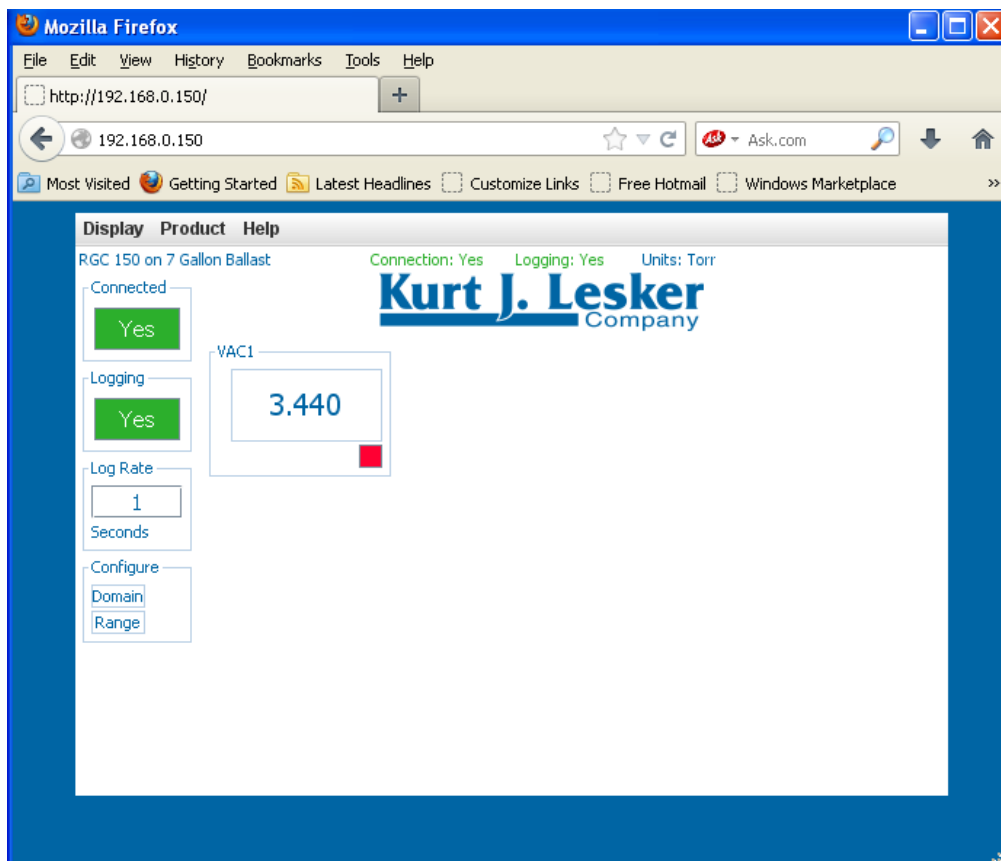 Mozilla Firefox
File Edit View History Bookmarks Tools Help
http://192.168.0.150/ +
192.168.0.150 Ask Ask.com
Most Visited Getting Started Latest Headlines Customize Links Free Hotmail Windows Marketplace »
Display Product Help
RGC 150 on 7 Gallon Ballast Connection: Yes Logging: Yes Units: Torr
Kurt J. Lesker
Company
Connected
Yes
VAC1
3.440
Logging
Yes
Log Rate
1
Seconds
Configure
Domain
Range